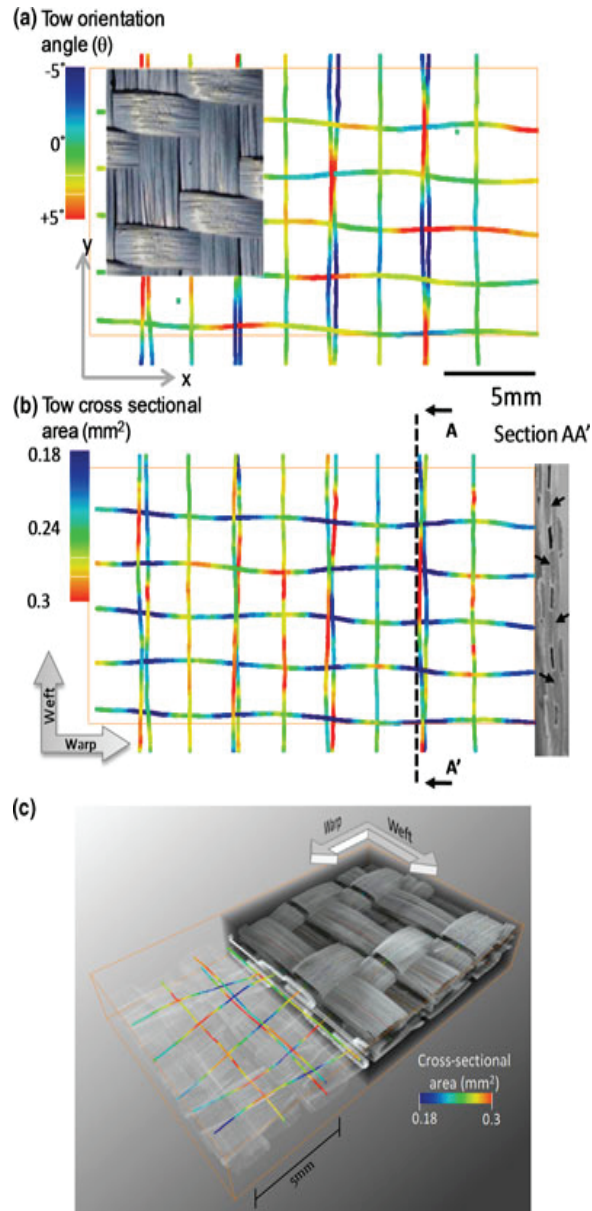 (a) Tow orientation
angle (θ)
-5°
0°
+5°
y
x
5mm
(b) Tow cross sectional
area (mm²)
A
Section AA'
0.18
0.24
0.3
Weft
Warp
A'
(c)
Warp
Weft
Cross-sectional
area (mm²)
0.18
0.3
5mm